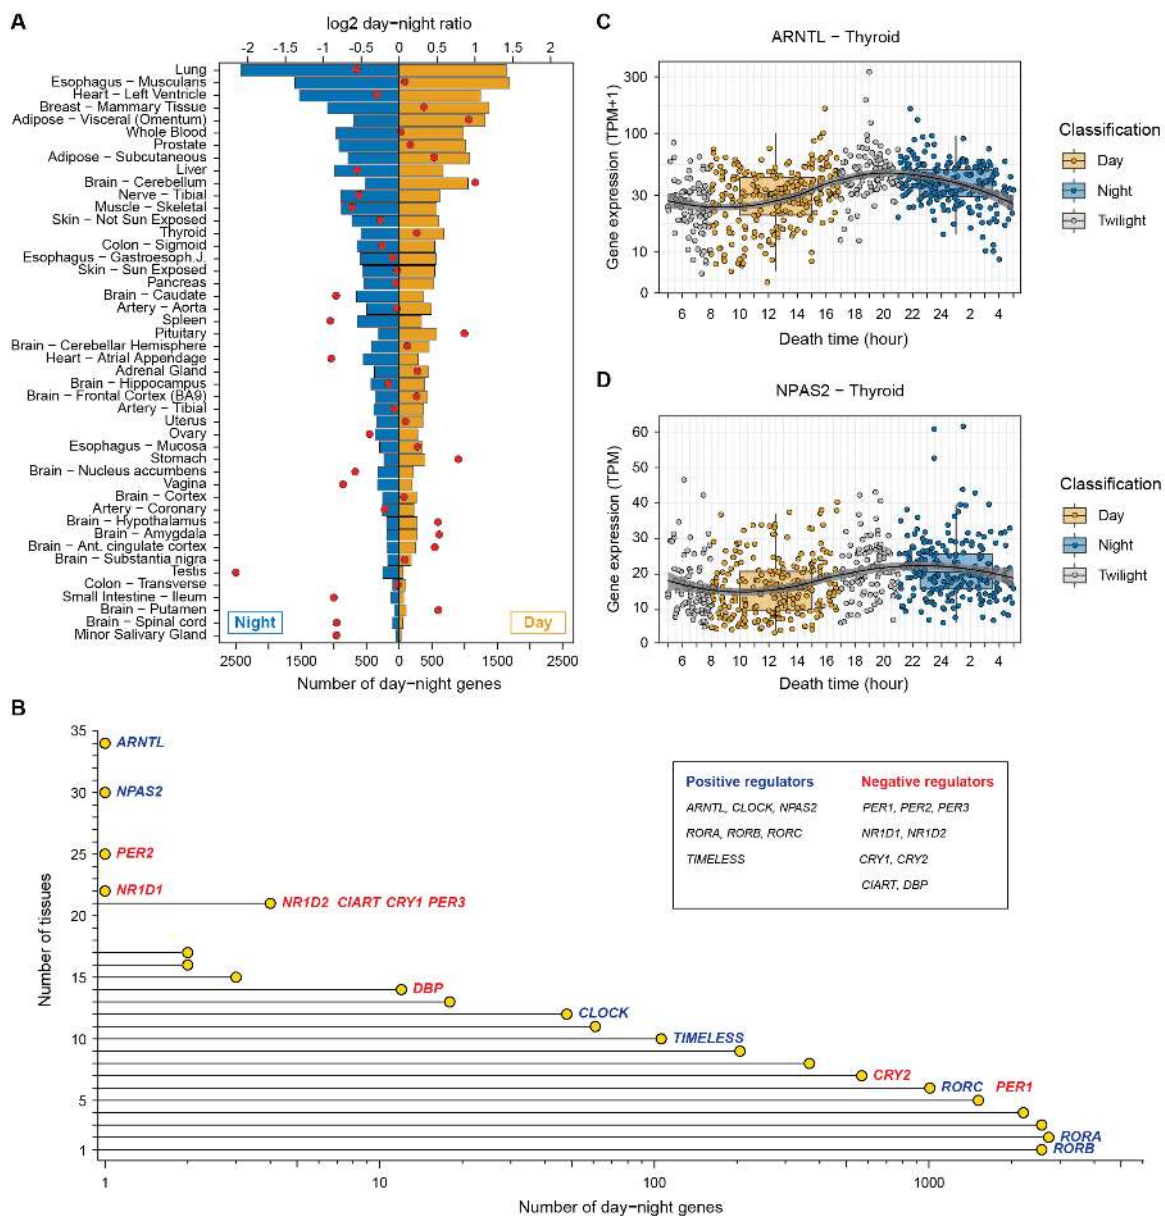 A
log2 day−night ratio
-2 -1.5 -1 -0.5 0 0.5 1 1.5 2
Lung
Esophagus − Muscularis
Heart − Left Ventricle
Breast − Mammary Tissue
Adipose − Visceral (Omentum)
Whole Blood
Prostate
Adipose − Subcutaneous
Liver
Brain − Cerebellum
Nerve − Tibial
Muscle − Skeletal
Skin − Not Sun Exposed
Thyroid
Colon − Sigmoid
Esophagus − Gastroesoph.J.
Skin − Sun Exposed
Pancreas
Brain − Caudate
Artery − Aorta
Spleen
Pituitary
Brain − Cerebellar Hemisphere
Heart − Atrial Appendage
Adrenal Gland
Brain − Hippocampus
Brain − Frontal Cortex (BA9)
Artery − Tibial
Uterus
Ovary
Esophagus − Mucosa
Stomach
Brain − Nucleus accumbens
Vagina
Brain − Cortex
Artery − Coronary
Brain − Hypothalamus
Brain − Amygdala
Brain − Ant. cingulate cortex
Brain − Substantia nigra
Testis
Colon − Transverse
Small Intestine − Ileum
Brain − Putamen
Brain − Spinal cord
Minor Salivary Gland
Night Day
2500 1500 500 0 500 1500 2500
Number of day−night genes
C
ARNTL − Thyroid
Gene expression (TPM+1)
300
100
30
10
0
6 8 10 12 14 16 18 20 22 24 2 4
Death time (hour)
Classification
Day
Night
Twilight
D
NPAS2 − Thyroid
Gene expression (TPM)
60
50
40
30
20
10
0
6 8 10 12 14 16 18 20 22 24 2 4
Death time (hour)
Classification
Day
Night
Twilight
B
Number of tissues
35
30
25
20
15
10
5
1
ARNTL
NPAS2
PER2
NR1D1
NR1D2 CIART CRY1 PER3
DBP
CLOCK
TIMELESS
CRY2
RORC PER1
RORA
RORB
Positive regulators Negative regulators
ARNTL, CLOCK, NPAS2 PER1, PER2, PER3
RORA, RORB, RORC NR1D1, NR1D2
TIMELESS CRY1, CRY2
CIART, DBP
1 10 100 1000
Number of day−night genes